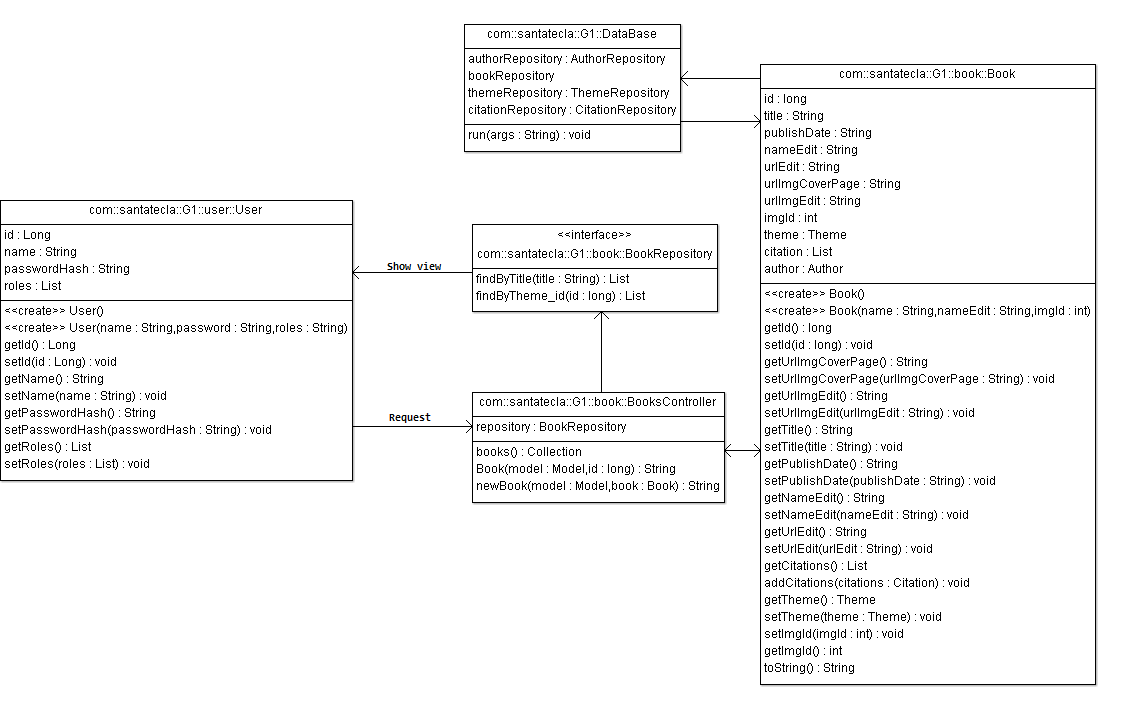 com::santatecla::G1::DataBase
authorRepository : AuthorRepository
bookRepository
themeRepository : ThemeRepository
citationRepository : CitationRepository
run(args : String) : void
com::santatecla::G1::book::Book
id : long
title : String
publishDate : String
nameEdit : String
urlEdit : String
urlImgCoverPage : String
urlImgEdit : String
imgId : int
theme : Theme
citation : List
author : Author
<<create>> Book()
<<create>> Book(name : String,nameEdit : String,imgId : int)
getId() : long
setId(id : long) : void
getUrlImgCoverPage() : String
setUrlImgCoverPage(urlImgCoverPage : String) : void
getUrlImgEdit() : String
setUrlImgEdit(urlImgEdit : String) : void
getTitle() : String
setTitle(title : String) : void
getPublishDate() : String
setPublishDate(publishDate : String) : void
getNameEdit() : String
setNameEdit(nameEdit : String) : void
getUrlEdit() : String
setUrlEdit(urlEdit : String) : void
getCitations() : List
addCitations(citations : Citation) : void
getTheme() : Theme
setTheme(theme : Theme) : void
setImgId(imgId : int) : void
getImgId() : int
toString() : String
com::santatecla::G1::user::User
id : Long
name : String
passwordHash : String
roles : List
<<create>> User()
<<create>> User(name : String,password : String,roles : String)
getId() : Long
setId(id : Long) : void
getName() : String
setName(name : String) : void
getPasswordHash() : String
setPasswordHash(passwordHash : String) : void
getRoles() : List
setRoles(roles : List) : void
Show view
Request
<<interface>>
com::santatecla::G1::book::BookRepository
findByTitle(title : String) : List
findByTheme_id(id : long) : List
com::santatecla::G1::book::BooksController
repository : BookRepository
books() : Collection
Book(model : Model,id : long) : String
newBook(model : Model,book : Book) : String